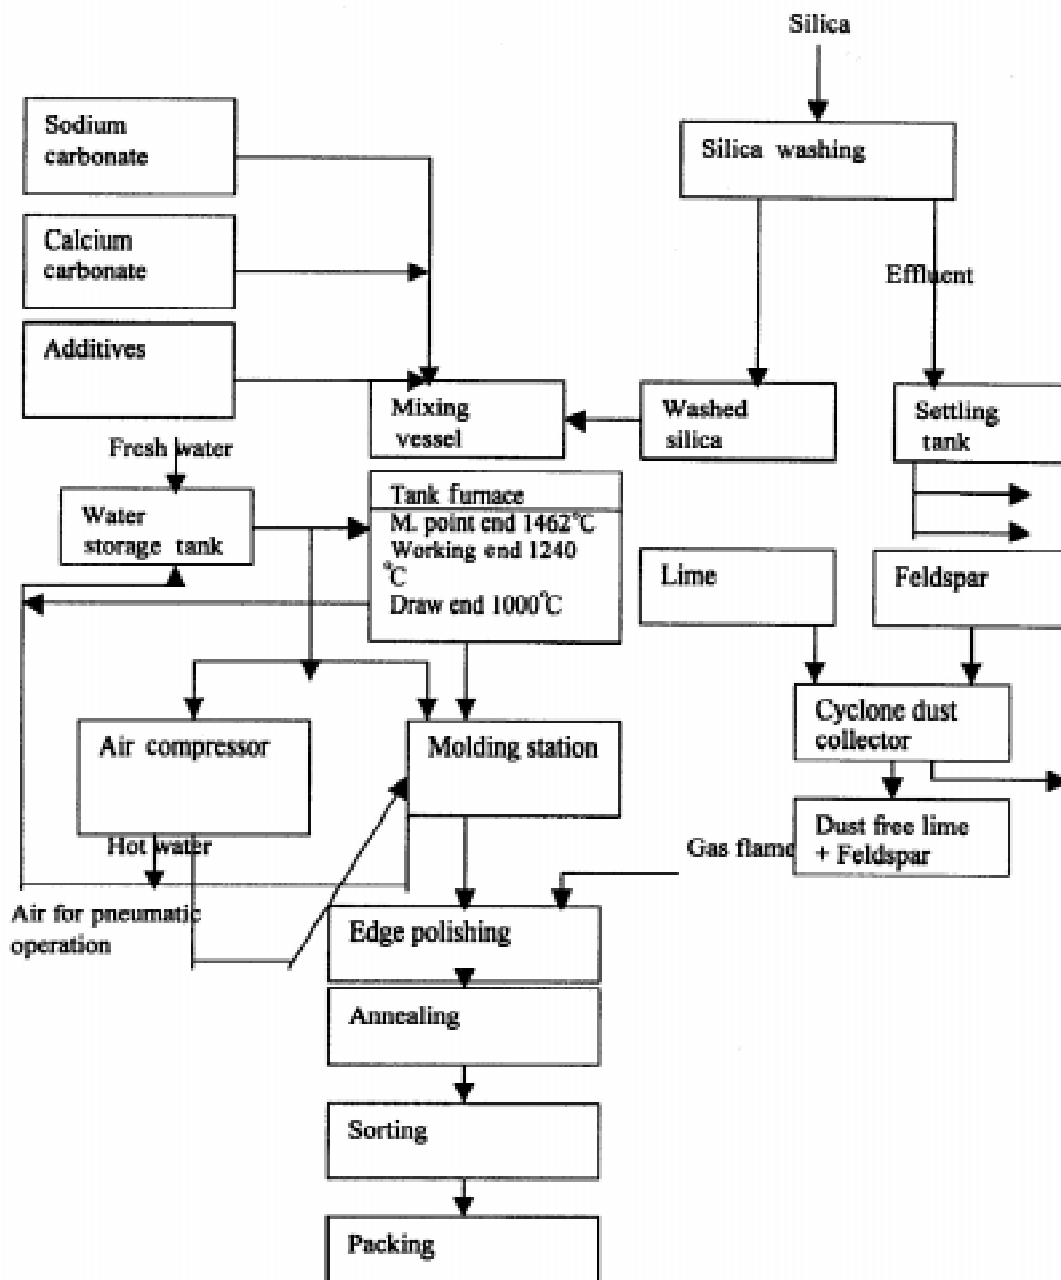 Silica
Sodium
carbonate
Silica washing
Calcium
carbonate
Effluent
Additives
Mixing
vessel
Washed
silica
Settling
tank
Fresh water
Water
storage tank
Tank furnace
M. point end 1462°C
Working end 1240
°C
Draw end 1000°C
Lime
Feldspar
Air compressor
Molding station
Cyclone dust
collector
Hot water
Gas flame
Dust free lime
+ Feldspar
Air for pneumatic
operation
Edge polishing
Annealing
Sorting
Packing